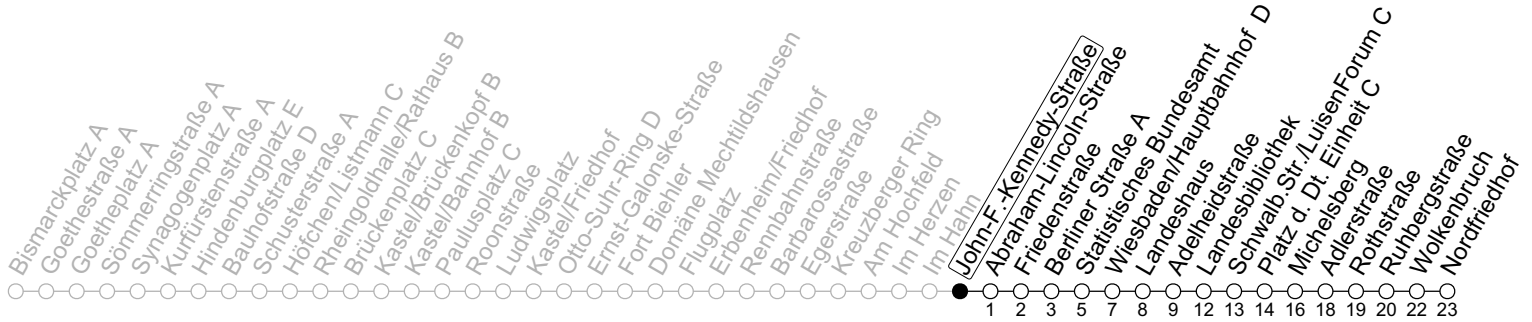 Bismarckplatz A
Goethestraße A
Goetheplatz A
Sömmerringstraße A
Synagogenplatz A
Kurfürstenstraße A
Hindenburgplatz E
Bauhofstraße D
Schusterstraße A
Höfchen/Listmann C
Rheingoldhalle/Rathaus B
Brückenplatz C
Kastel/Brückenkopf B
Kastel/Bahnhof B
Paulusplatz C
Roonstraße
Ludwigsplatz
Kastel/Friedhof
Otto-Suhr-Ring D
Ernst-Galonske-Straße
Fort Biehler
Domäne Mechtildshausen
Flugplatz
Erbenheim/Friedhof
Rennbahnstraße
Barbarossastraße
Egerstraße
Kreuzberger Ring
Am Hochfeld
Im Herzen
Im Hahn
John-F.-Kennedy-Straße
Abraham-Lincoln-Straße
Friedenstraße
Berliner Straße A
Statistisches Bundesamt
Wiesbaden/Hauptbahnhof D
Landeshaus
Adelheidstraße
Landesbibliothek
Schwalb.Str./LuisenForum C
Platz d. Dt. Einheit C
Michelsberg
Adlerstraße
Rothstraße
Ruhbergstraße
Wolkenbruch
Nordfriedhof
1 2 3 5 7 8 9 12 13 14 16 18 19 20 22 23